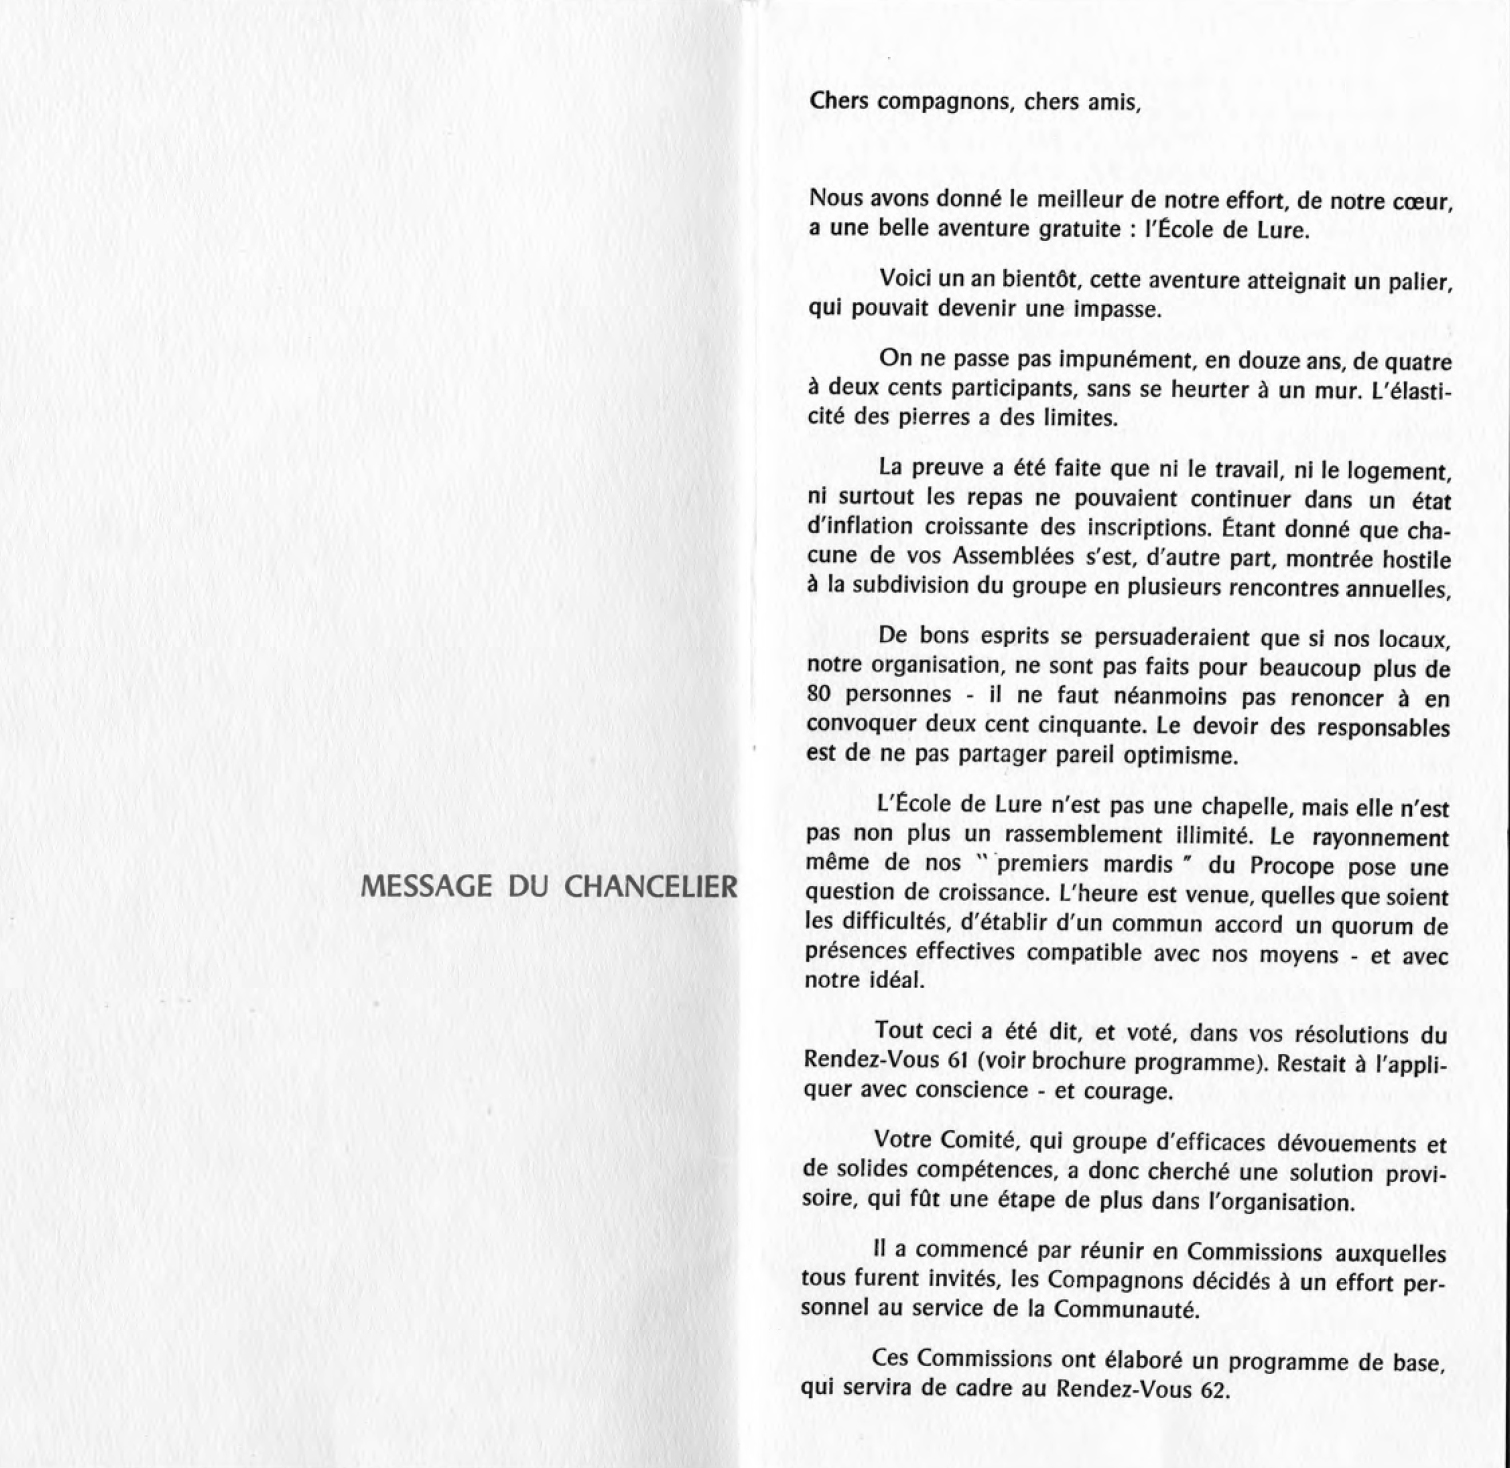 MESSAGE DU CHANCELIER
Chers compagnons, chers amis,
Nous avons donné le meilleur de notre effort, de notre cœur,
a une belle aventure gratuite : l'École de Lure.
Voici un an bientôt, cette aventure atteignait un palier,
qui pouvait devenir une impasse.
On ne passe pas impunément, en douze ans, de quatre
à deux cents participants, sans se heurter à un mur. L'élasti-
cité des pierres a des limites.
La preuve a été faite que ni le travail, ni le logement,
ni surtout les repas ne pouvaient continuer dans un état
d'inflation croissante des inscriptions. Étant donné que cha-
cune de vos Assemblées s'est, d'autre part, montrée hostile
à la subdivision du groupe en plusieurs rencontres annuelles,
De bons esprits se persuaderaient que si nos locaux,
notre organisation, ne sont pas faits pour beaucoup plus de
80 personnes - il ne faut néanmoins pas renoncer à en
convoquer deux cent cinquante. Le devoir des responsables
est de ne pas partager pareil optimisme.
L'École de Lure n'est pas une chapelle, mais elle n'est
pas non plus un rassemblement illimité. Le rayonnement
même de nos " premiers mardis " du Procope pose une
question de croissance. L'heure est venue, quelles que soient
les difficultés, d'établir d'un commun accord un quorum de
présences effectives compatible avec nos moyens - et avec
notre idéal.
Tout ceci a été dit, et voté, dans vos résolutions du
Rendez-Vous 61 (voir brochure programme). Restait à l'appli-
quer avec conscience - et courage.
Votre Comité, qui groupe d'efficaces dévouements et
de solides compétences, a donc cherché une solution provi-
soire, qui fût une étape de plus dans l'organisation.
Il a commencé par réunir en Commissions auxquelles
tous furent invités, les Compagnons décidés à un effort per-
sonnel au service de la Communauté.
Ces Commissions ont élaboré un programme de base,
qui servira de cadre au Rendez-Vous 62.